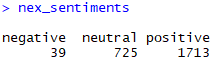 > nex_sentiments
negative neutral positive
39 725 1713